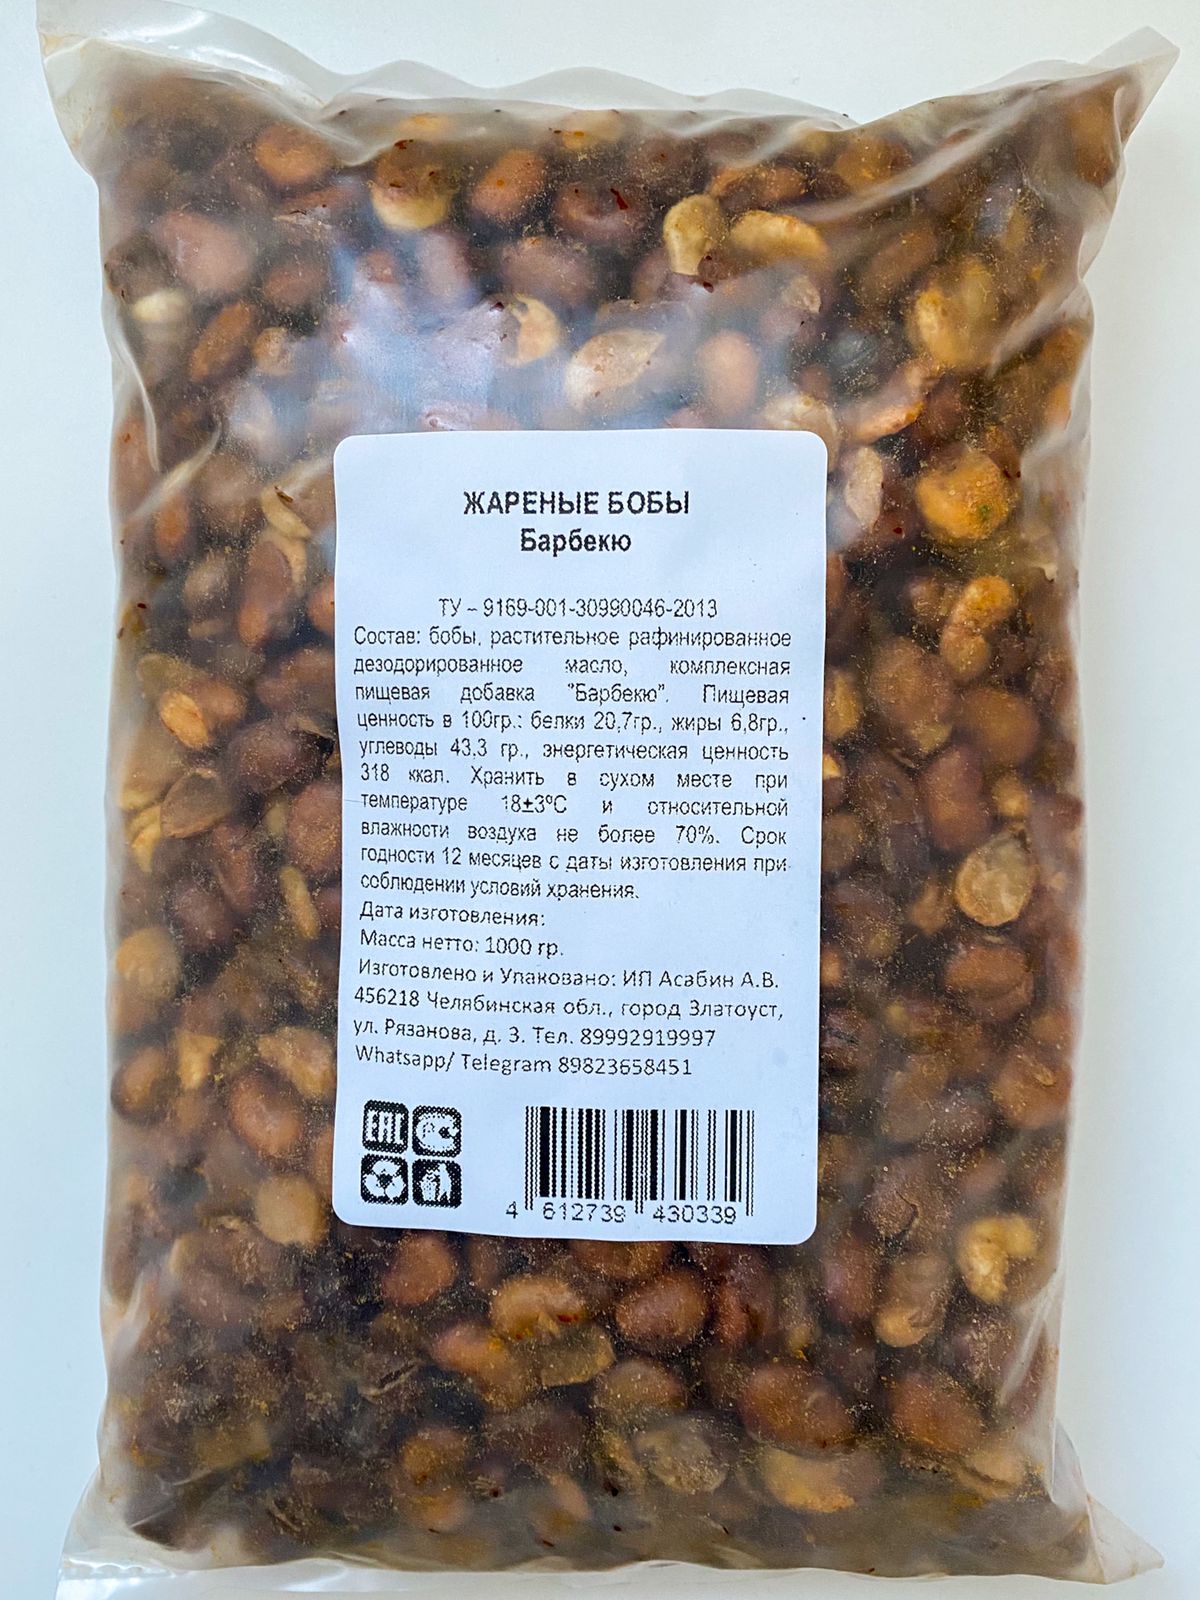 ЖАРЕНЫЕ БОБЫ
Барбекю
ТУ – 9169-001-30990046-2013
Состав: бобы, растительное рафинированное
дезодорированное масло, комплексная
пищевая добавка "Барбекю". Пищевая
ценность в 100гр.: белки 20,7гр., жиры 6,8гр.,
углеводы 43,3 гр., энергетическая ценность
318 ккал. Хранить в сухом месте при
температуре 18±3ºС и относительной
влажности воздуха не более 70%. Срок
годности 12 месяцев с даты изготовления при
соблюдении условий хранения.
Дата изготовления:
Масса нетто: 1000 гр.
Изготовлено и Упаковано: ИП Асабин А.В.
456218 Челябинская обл., город Златоуст,
ул. Рязанова, д. 3. Тел. 89992919997
Whatsapp/ Telegram 89823658451
ЕАС РС
4 612739 430339